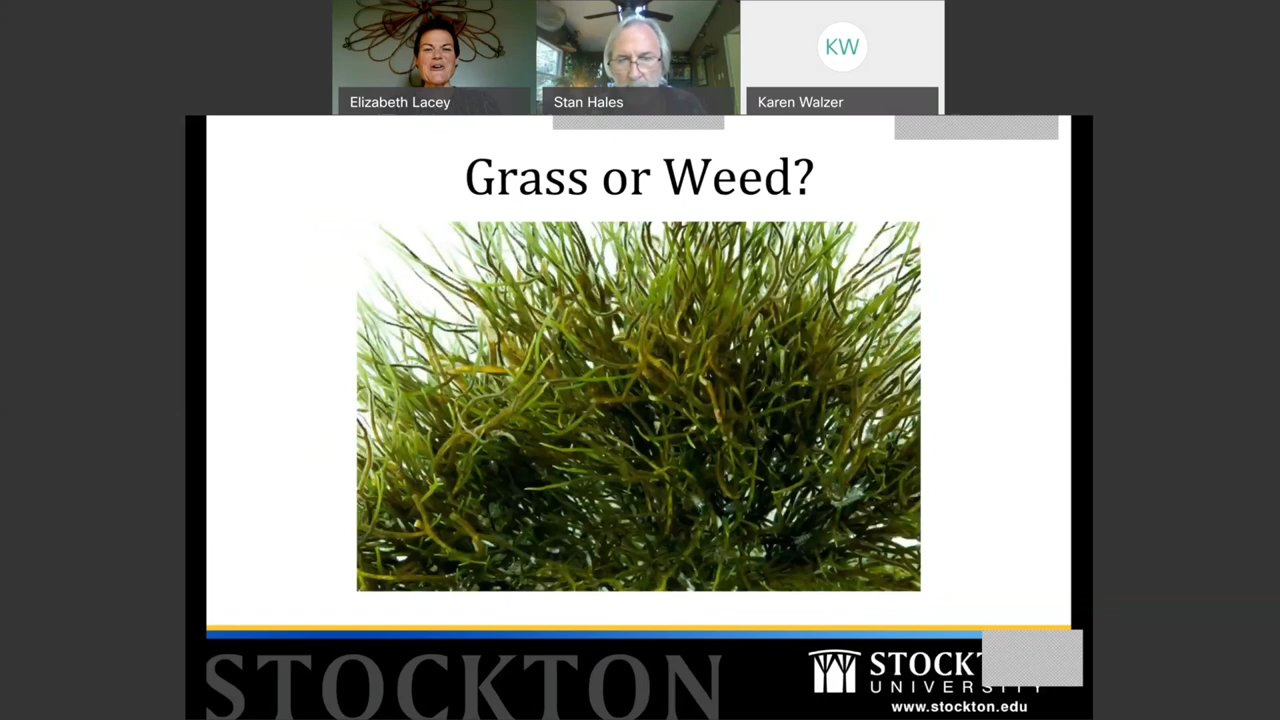 KW
Elizabeth Lacey
Stan Hales
Karen Walzer
Grass or Weed?
STOCKTON
STOCKT
UNIVERSITY
www.stockton.edu